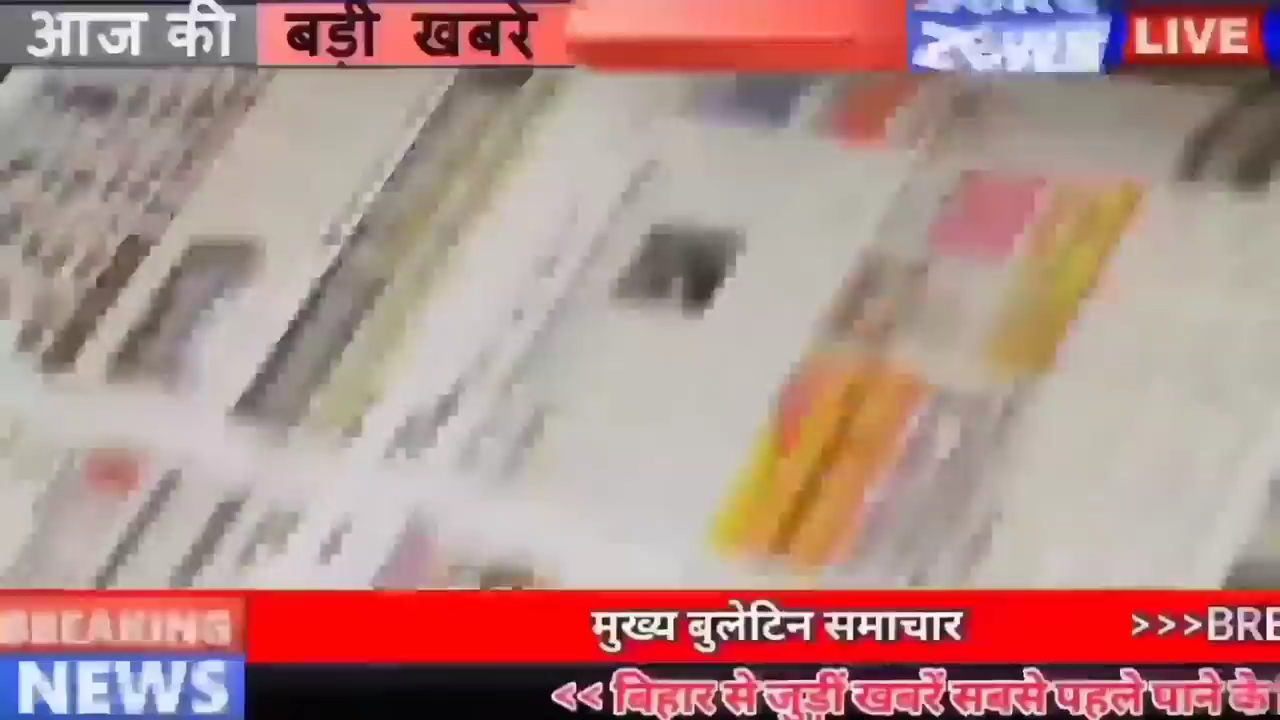 आज की बड़ी खबरे
LIVE
BREAKING
NEWS
मुख्य बुलेटिन समाचार >>>BRE
<< बिहार से जुड़ीं खबरें सबसे पहले पाने के